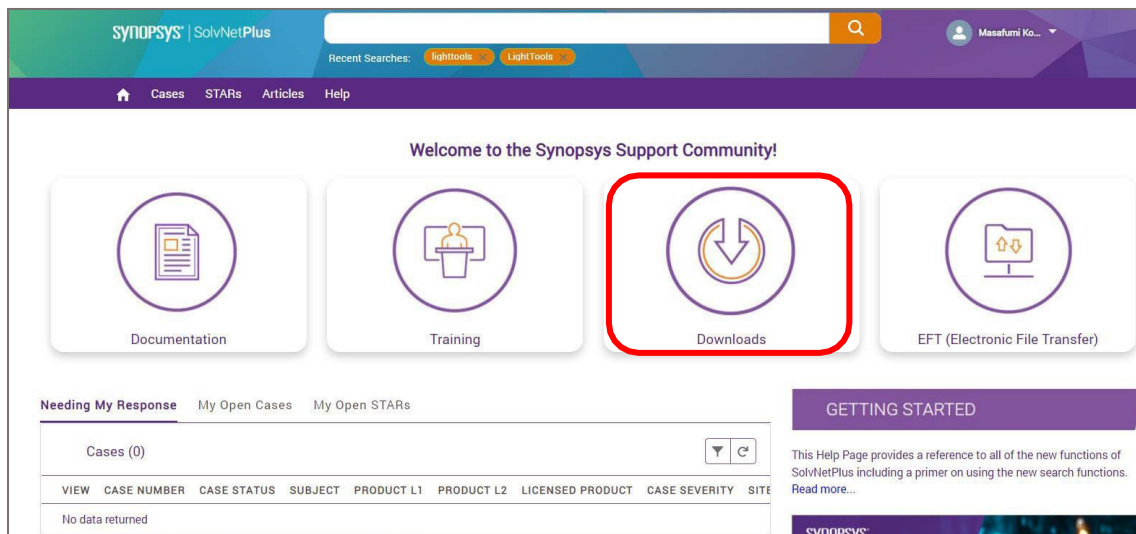 SYNOPSYS® | SolvNetPlus
Masafumi Ko...
Recent Searches: lighttools × LightTools ×
Cases STARs Articles Help
Welcome to the Synopsys Support Community!
Documentation Training Downloads EFT (Electronic File Transfer)
Needing My Response My Open Cases My Open STARs
GETTING STARTED
Cases (0)
This Help Page provides a reference to all of the new functions of
SolvNetPlus including a primer on using the new search functions.
Read more...
VIEW CASE NUMBER CASE STATUS SUBJECT PRODUCT L1 PRODUCT L2 LICENSED PRODUCT CASE SEVERITY SITE
No data returned
SYNOPSYS®